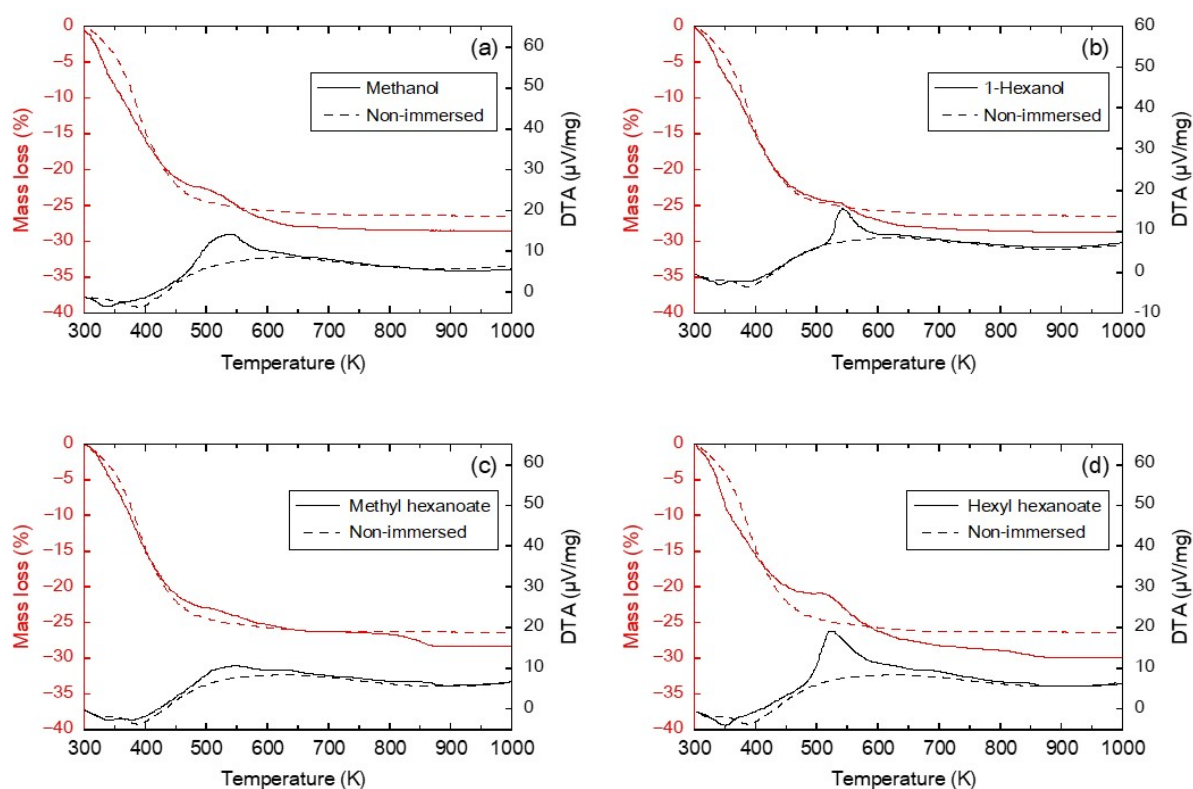 (a)
Methanol
Non-immersed
Mass loss (%)
0
−5
−10
−15
−20
−25
−30
−35
−40
60
50
40
30
20
10
0
DTA (µV/mg)
300 400 500 600 700 800 900 1000
Temperature (K)
(b)
1-Hexanol
Non-immersed
Mass loss (%)
0
−5
−10
−15
−20
−25
−30
−35
−40
60
50
40
30
20
10
0
-10
DTA (µV/mg)
300 400 500 600 700 800 900 1000
Temperature (K)
(c)
Methyl hexanoate
Non-immersed
Mass loss (%)
0
−5
−10
−15
−20
−25
−30
−35
−40
60
50
40
30
20
10
0
DTA (µV/mg)
300 400 500 600 700 800 900 1000
Temperature (K)
(d)
Hexyl hexanoate
Non-immersed
Mass loss (%)
0
−5
−10
−15
−20
−25
−30
−35
−40
60
50
40
30
20
10
0
DTA (µV/mg)
300 400 500 600 700 800 900 1000
Temperature (K)